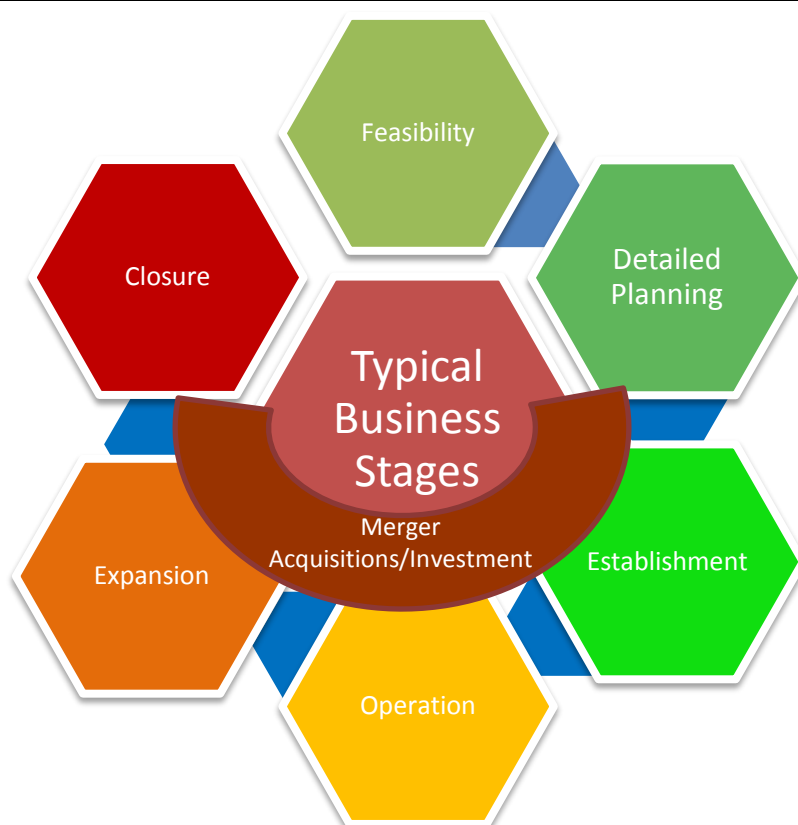 Feasibility
Detailed
Planning
Closure
Typical
Business
Stages
Merger
Acquisitions/Investment
Establishment
Expansion
Operation